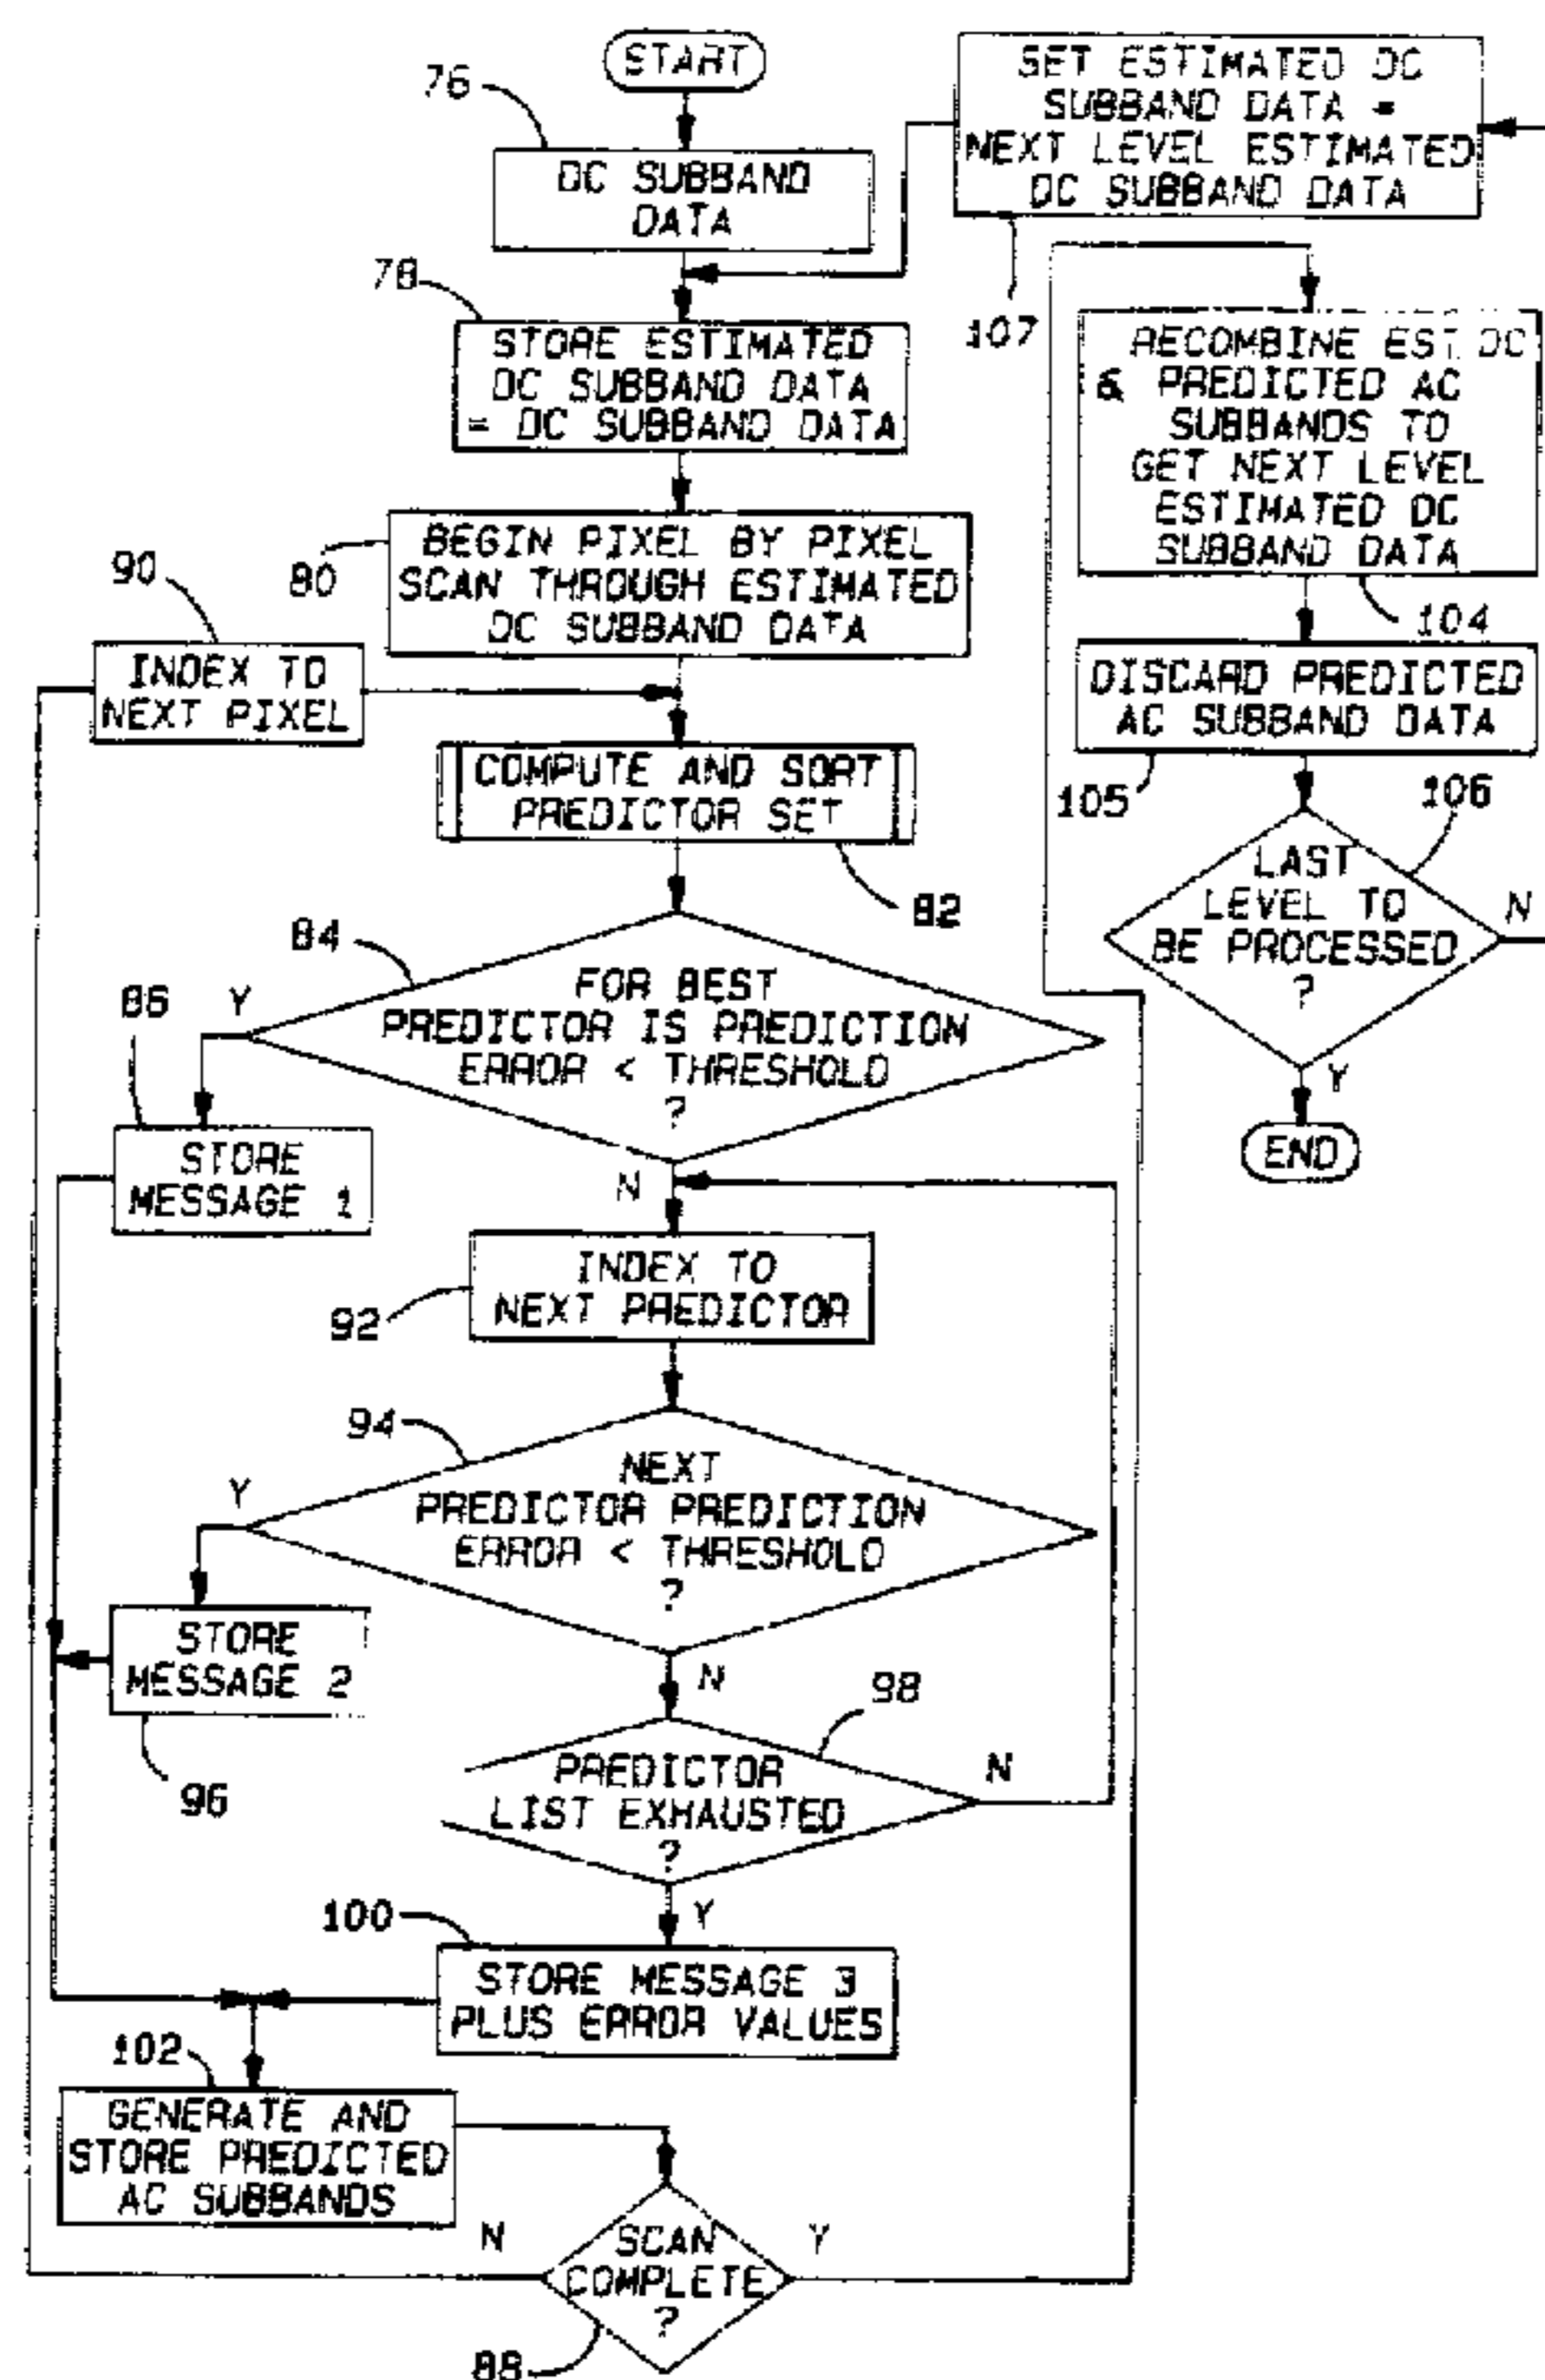 START
76
DC SUBBAND
DATA
78
STORE ESTIMATED
DC SUBBAND DATA
= DC SUBBAND DATA
80
BEGIN PIXEL BY PIXEL
SCAN THROUGH ESTIMATED
DC SUBBAND DATA
90
INDEX TO
NEXT PIXEL
COMPUTE AND SORT
PREDICTOR SET
82
84
FOR BEST
PREDICTOR IS PREDICTION
ERROR < THRESHOLD
?
Y
N
86
STORE
MESSAGE 1
INDEX TO
NEXT PREDICTOR
92
94
NEXT
PREDICTOR PREDICTION
ERROR < THRESHOLD
?
Y
N
STORE
MESSAGE 2
96
98
PREDICTOR
LIST EXHAUSTED
?
N
Y
100
STORE MESSAGE 3
PLUS ERROR VALUES
102
GENERATE AND
STORE PREDICTED
AC SUBBANDS
SCAN
COMPLETE
?
N
Y
88
SET ESTIMATED DC
SUBBAND DATA =
NEXT LEVEL ESTIMATED
DC SUBBAND DATA
107
RECOMBINE EST. DC
& PREDICTED AC
SUBBANDS TO
GET NEXT LEVEL
ESTIMATED DC
SUBBAND DATA
104
DISCARD PREDICTED
AC SUBBAND DATA
105
106
LAST
LEVEL TO
BE PROCESSED
?
N
Y
END